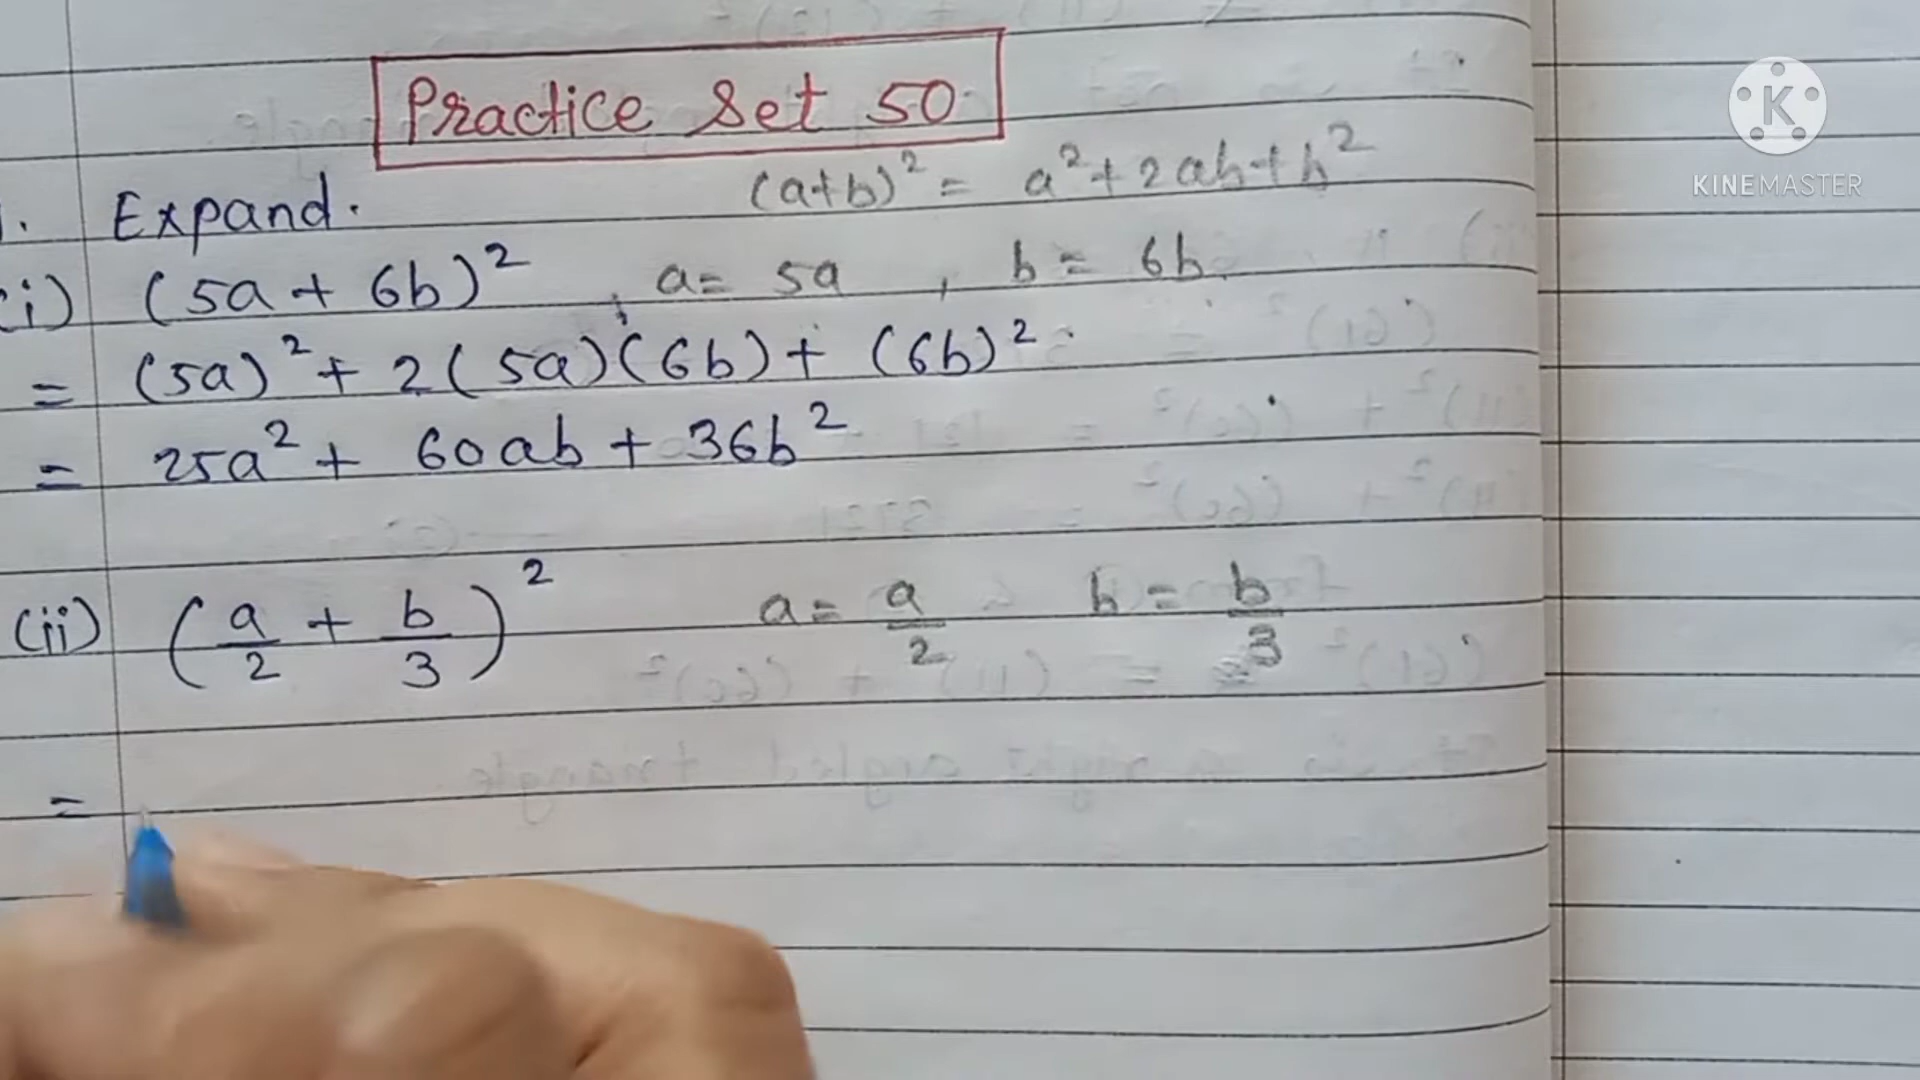 Practice Set 50.
(a+b)² = a² + 2ab + b²
1. Expand.
(i) (5a + 6b)² , a = 5a , b = 6b
= (5a)² + 2(5a)(6b) + (6b)²
= 25a² + 60ab + 36b²
(ii) (a/2 + b/3)² a = a/2 b = b/3
=
K
KINEMASTER